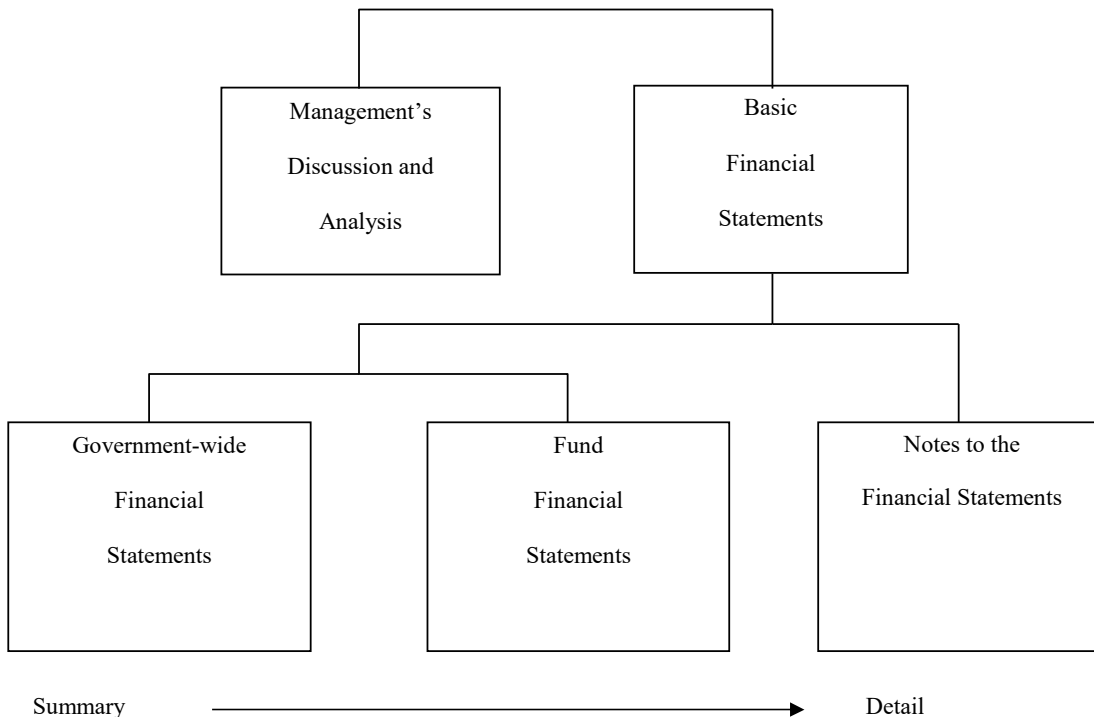 Management’s
Discussion and
Analysis
Basic
Financial
Statements
Government-wide
Financial
Statements
Fund
Financial
Statements
Notes to the
Financial Statements
Summary
Detail